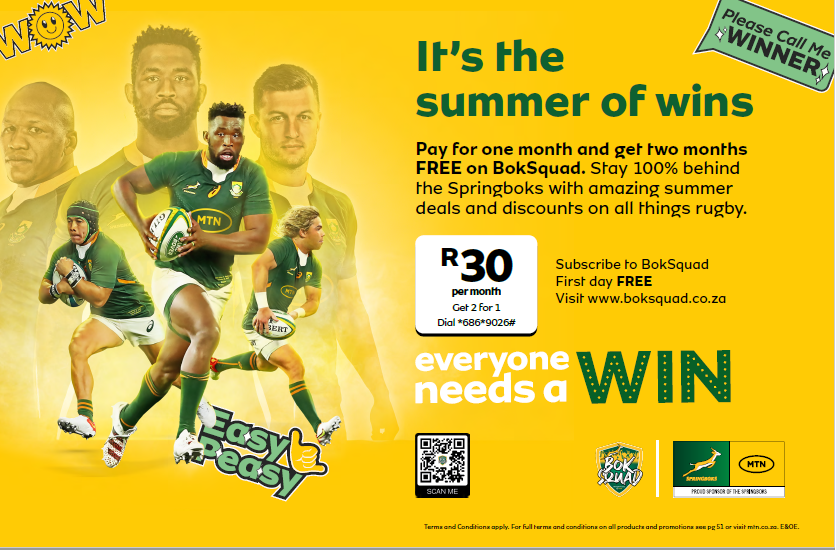 WOW
Please Call Me
WINNER
It's the
summer of wins
Pay for one month and get two months
FREE on BokSquad. Stay 100% behind
the Springboks with amazing summer
deals and discounts on all things rugby.
R30
per month
Get 2 for 1
Dial *686*9026#
Subscribe to BokSquad
First day FREE
Visit www.boksquad.co.za
MTN
everyone
needs a WIN
Easy
Peasy
SCAN ME
BOK
SQUAD
SPRINGBOKS
MTN
PROUD SPONSOR OF THE SPRINGBOKS
Terms and Conditions apply. For full terms and conditions on all products and promotions see pg 51 or visit mtn.co.za. E&OE.